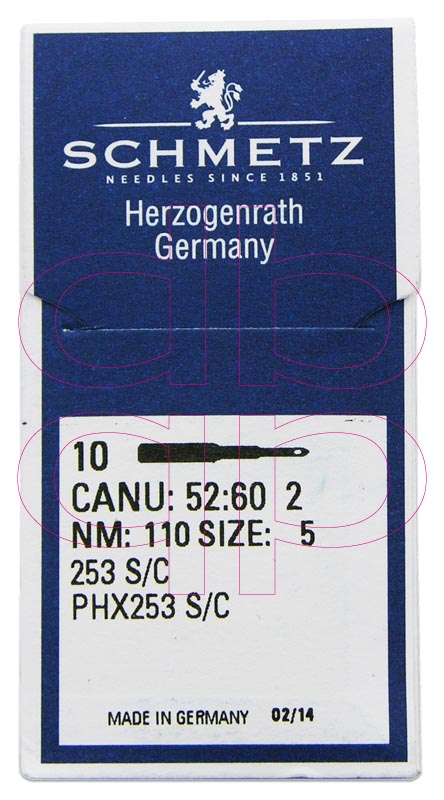 SCHMETZ
NEEDLES SINCE 1851
Herzogenrath
Germany
10
CANU: 52:60 2
NM: 110 SIZE: 5
253 S/C
PHX253 S/C
MADE IN GERMANY 02/14